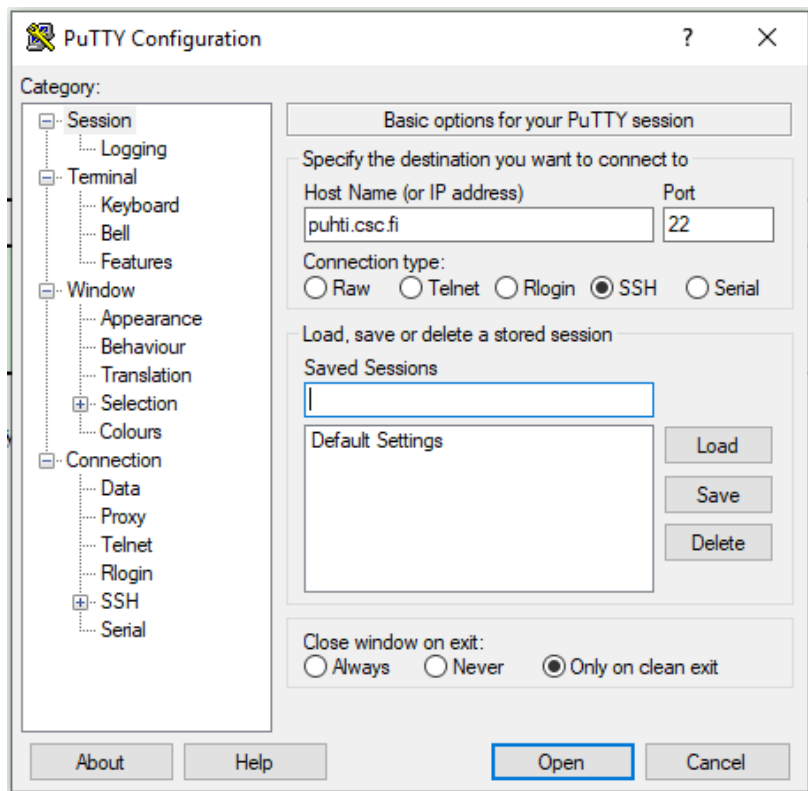 PuTTY Configuration
?
Category:
Session
Logging
Terminal
Keyboard
Bell
Features
Window
Appearance
Behaviour
Translation
Selection
Colours
Connection
Data
Proxy
Telnet
Rlogin
SSH
Serial
Basic options for your PuTTY session
Specify the destination you want to connect to
Host Name (or IP address) Port
puhti.csc.fi 22
Connection type:
Raw Telnet Rlogin SSH Serial
Load, save or delete a stored session
Saved Sessions
Default Settings
Load
Save
Delete
Close window on exit:
Always Never Only on clean exit
About Help Open Cancel